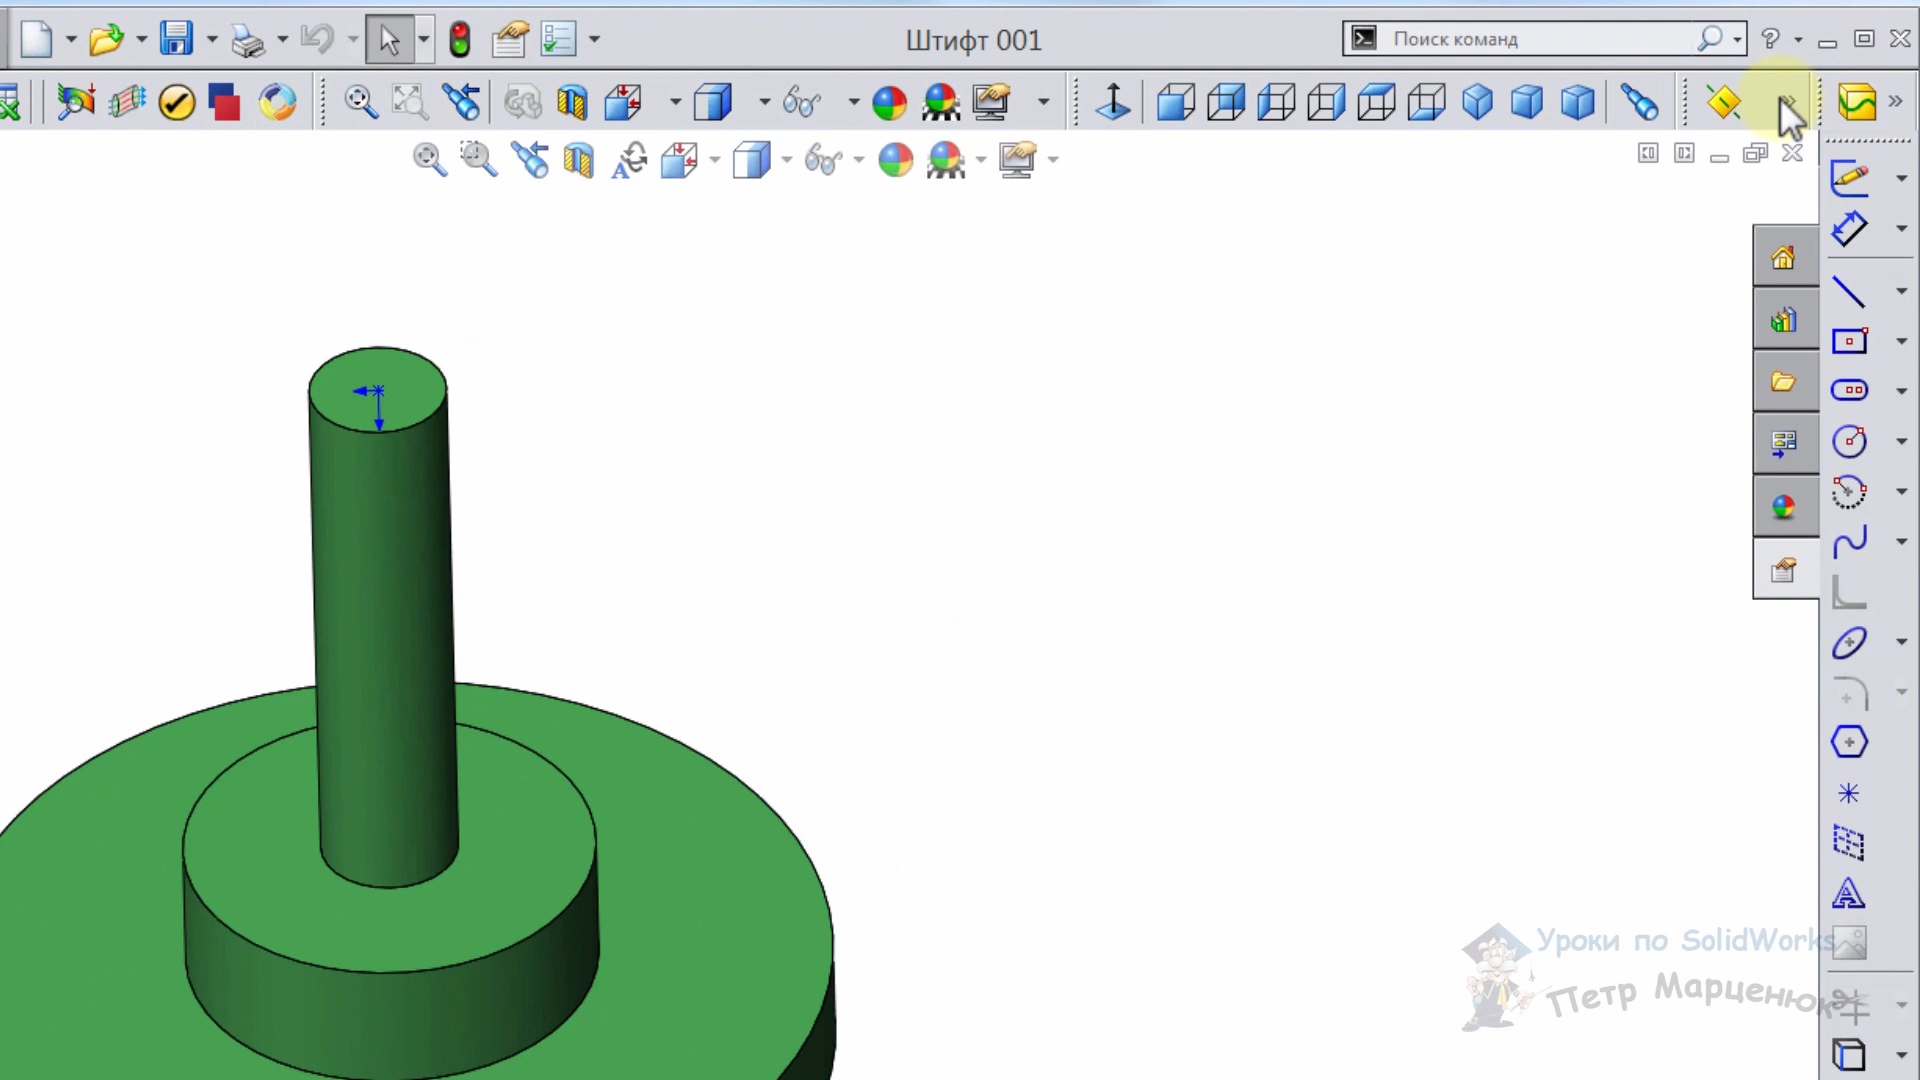 Штифт 001
Поиск команд
Уроки по SolidWorks
Петр Марценюк